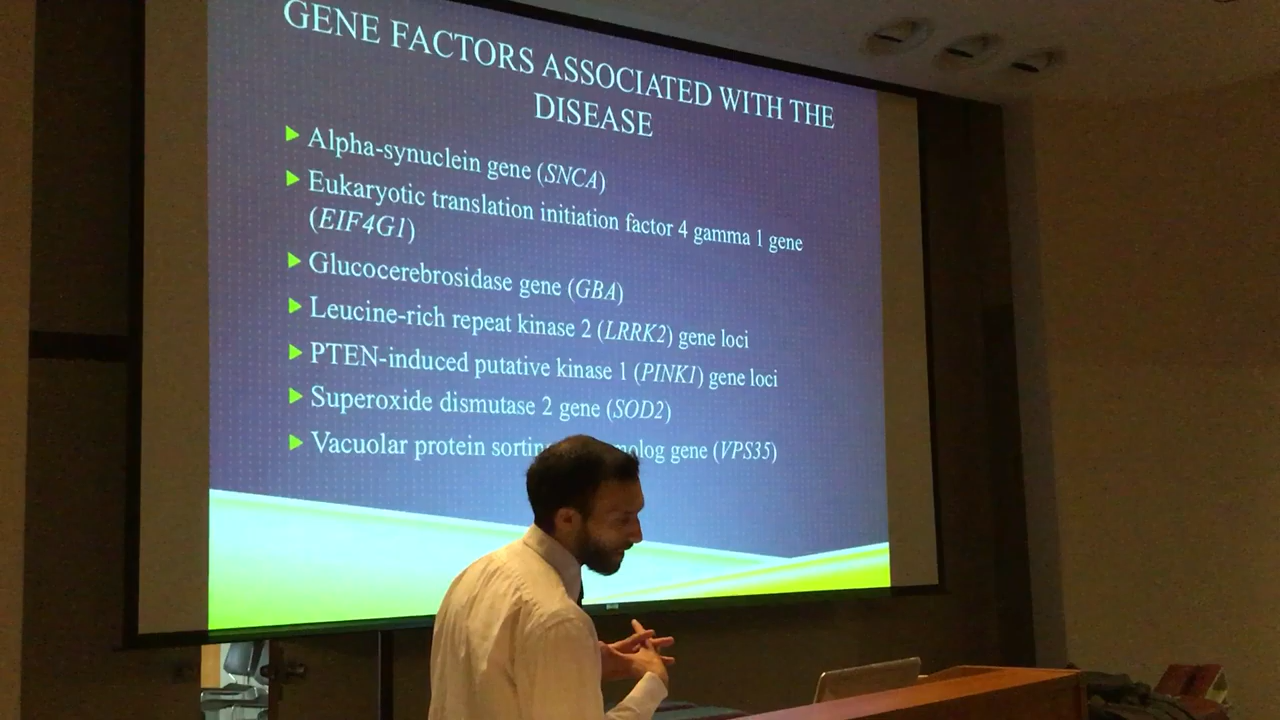 GENE FACTORS ASSOCIATED WITH THE
DISEASE
Alpha-synuclein gene (SNCA)
Eukaryotic translation initiation factor 4 gamma 1 gene
(EIF4G1)
Glucocerebrosidase gene (GBA)
Leucine-rich repeat kinase 2 (LRRK2) gene loci
PTEN-induced putative kinase 1 (PINK1) gene loci
Superoxide dismutase 2 gene (SOD2)
Vacuolar protein gene (VPS35)